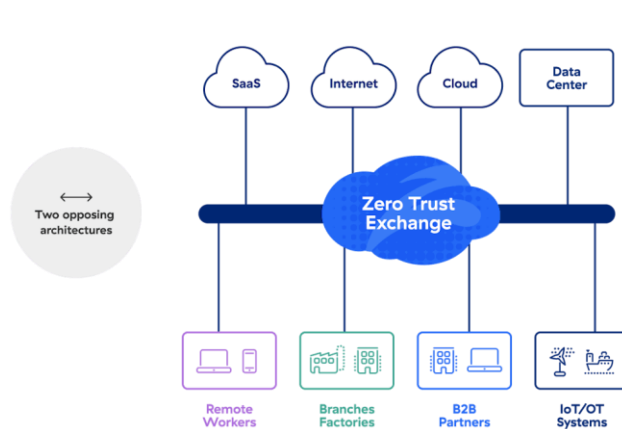 SaaS
Internet
Cloud
Data
Center
Two opposing
architectures
Zero Trust
Exchange
Remote
Workers
Branches
Factories
B2B
Partners
IoT/OT
Systems